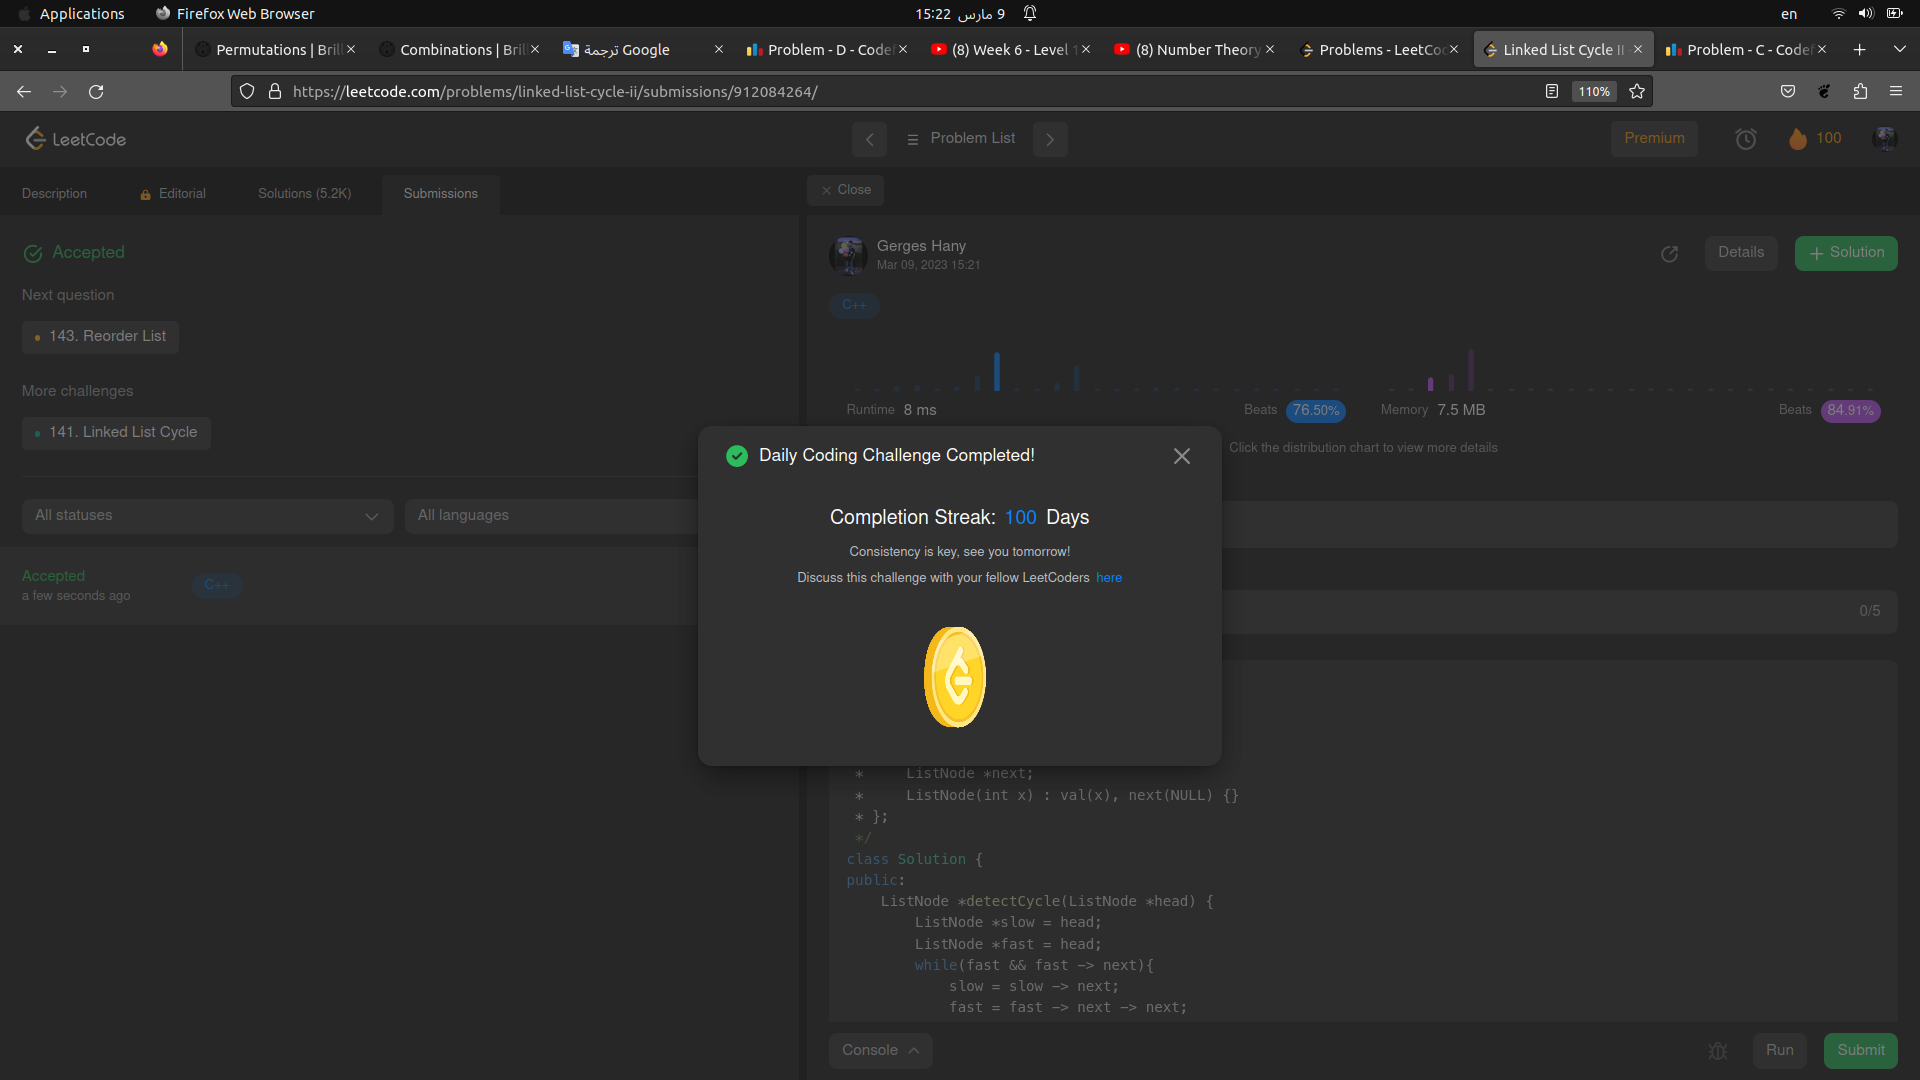 Applications
Firefox Web Browser
9 مارس 15:22
en
Permutations | Bril
Combinations | Bril
ترجمة Google
Problem - D - Codef
(8) Week 6 - Level 1
(8) Number Theory
Problems - LeetCod
Linked List Cycle II -
Problem - C - Codef
https://leetcode.com/problems/linked-list-cycle-ii/submissions/912084264/
110%
LeetCode
Problem List
Premium
100
Description
Editorial
Solutions (5.2K)
Submissions
Close
Accepted
Next question
143. Reorder List
More challenges
141. Linked List Cycle
All statuses
All languages
Accepted
a few seconds ago
C++
Gerges Hany
Mar 09, 2023 15:21
Details
Solution
C++
Runtime 8 ms
Beats 76.50%
Memory 7.5 MB
Beats 84.91%
Click the distribution chart to view more details
Daily Coding Challenge Completed!
Completion Streak: 100 Days
Consistency is key, see you tomorrow!
Discuss this challenge with your fellow LeetCoders here
0/5
*     ListNode *next;
*     ListNode(int x) : val(x), next(NULL) {}
* };
*/
class Solution {
public:
    ListNode *detectCycle(ListNode *head) {
        ListNode *slow = head;
        ListNode *fast = head;
        while(fast && fast -> next){
            slow = slow -> next;
            fast = fast -> next -> next;
Console
Run
Submit